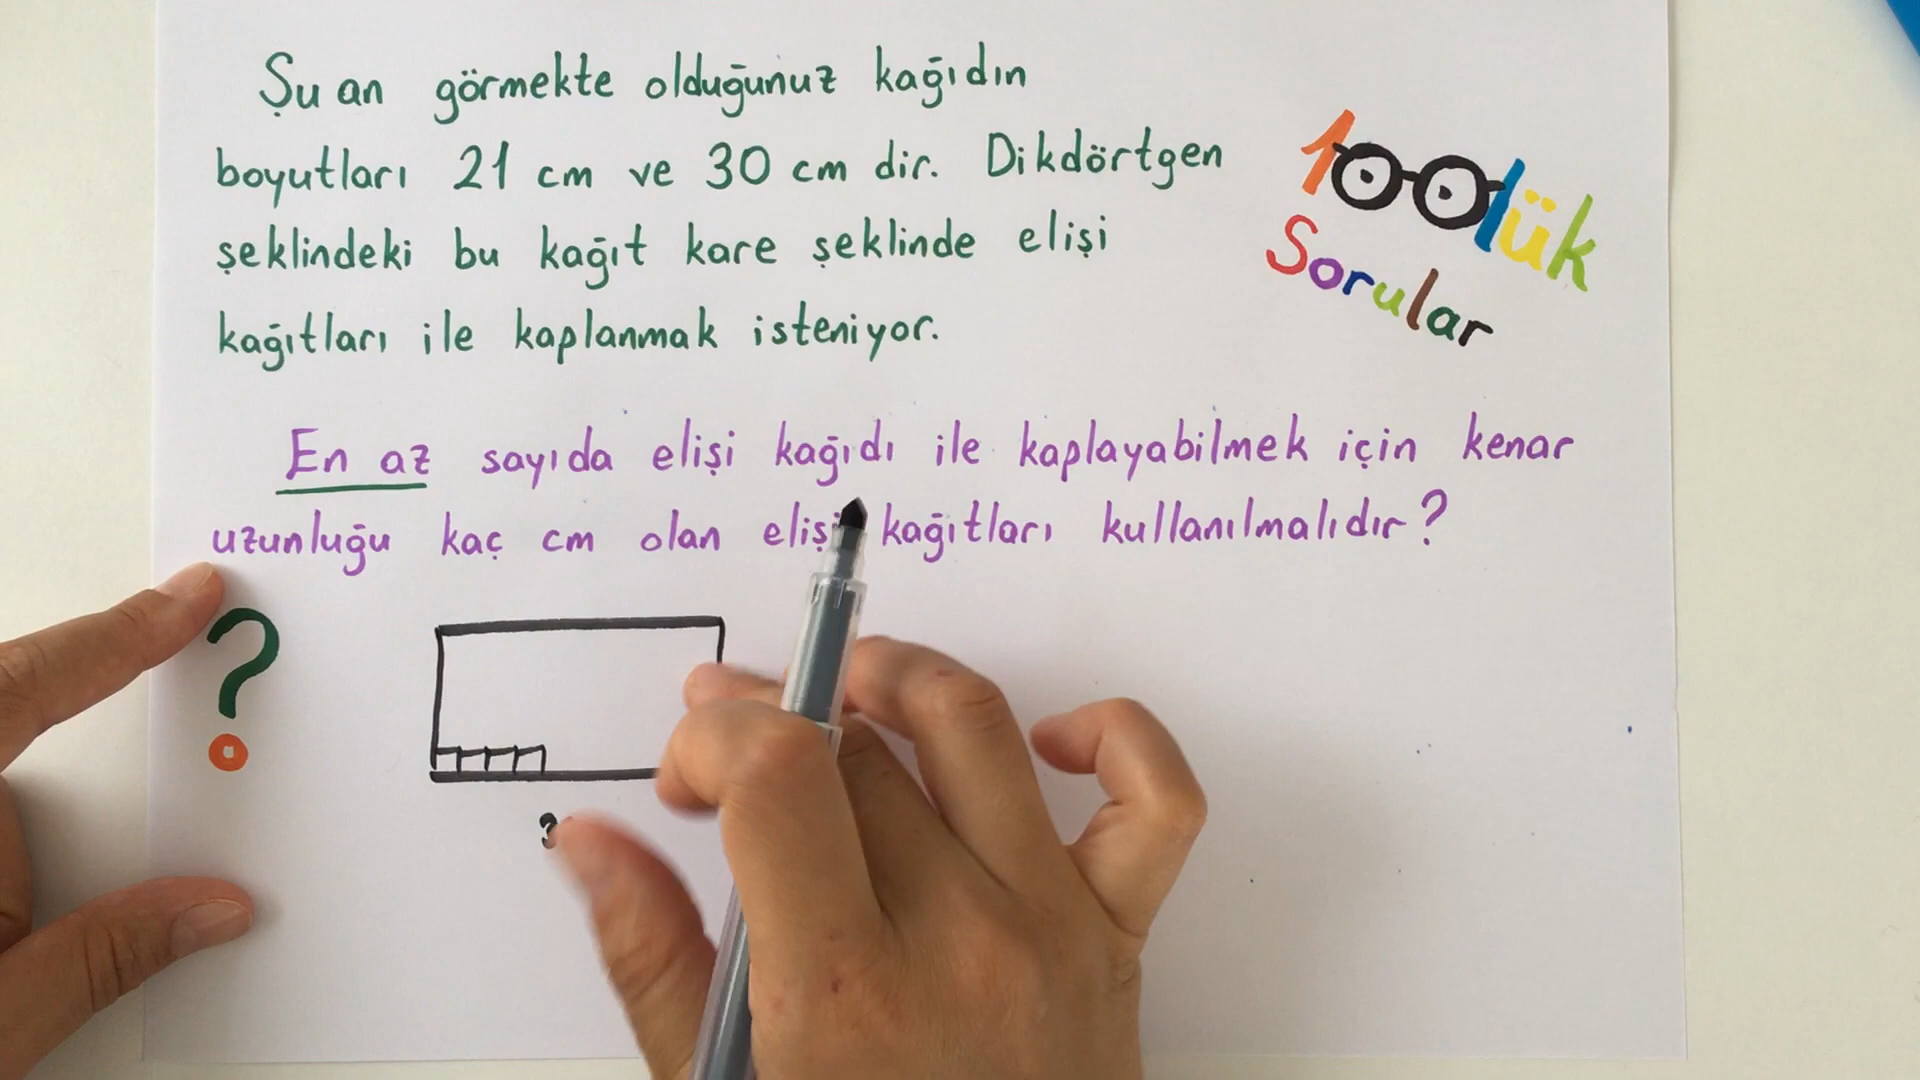 Şu an görmekte olduğunuz kağıdın
boyutları 21 cm ve 30 cm dir. Dikdörtgen
şeklindeki bu kağıt kare şeklinde elişi
kağıtları ile kaplanmak isteniyor.
100lük
Sorular
En az sayıda elişi kağıdı ile kaplayabilmek için kenar
uzunluğu kaç cm olan elişi kağıtları kullanılmalıdır?
?